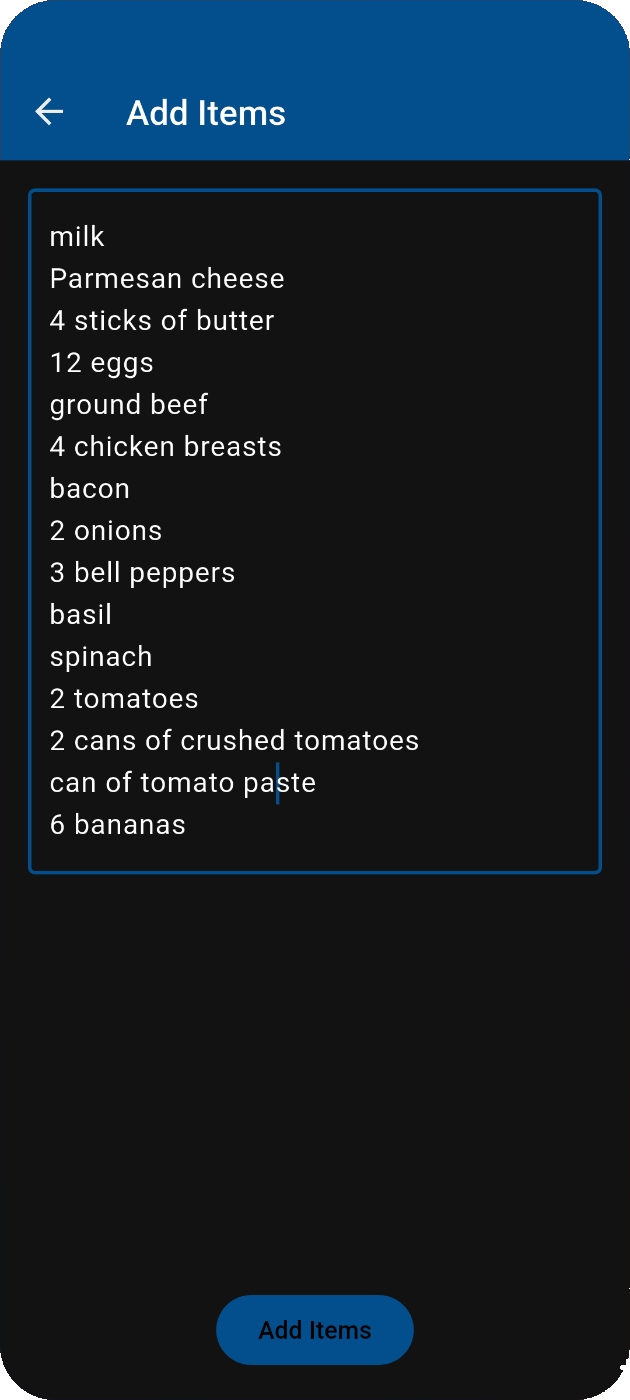 Add Items
milk
Parmesan cheese
4 sticks of butter
12 eggs
ground beef
4 chicken breasts
bacon
2 onions
3 bell peppers
basil
spinach
2 tomatoes
2 cans of crushed tomatoes
can of tomato paste
6 bananas
Add Items